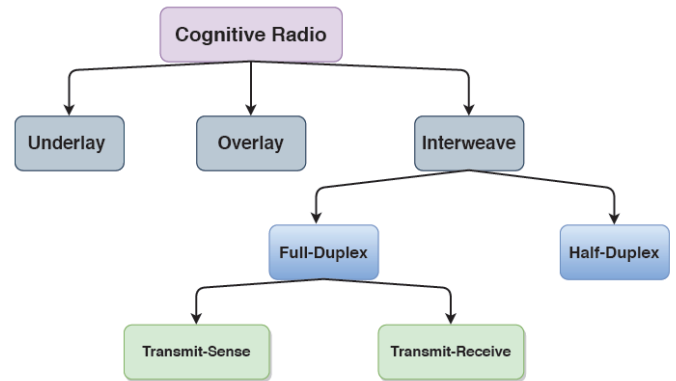 Cognitive Radio
Underlay
Overlay
Interweave
Full-Duplex
Half-Duplex
Transmit-Sense
Transmit-Receive